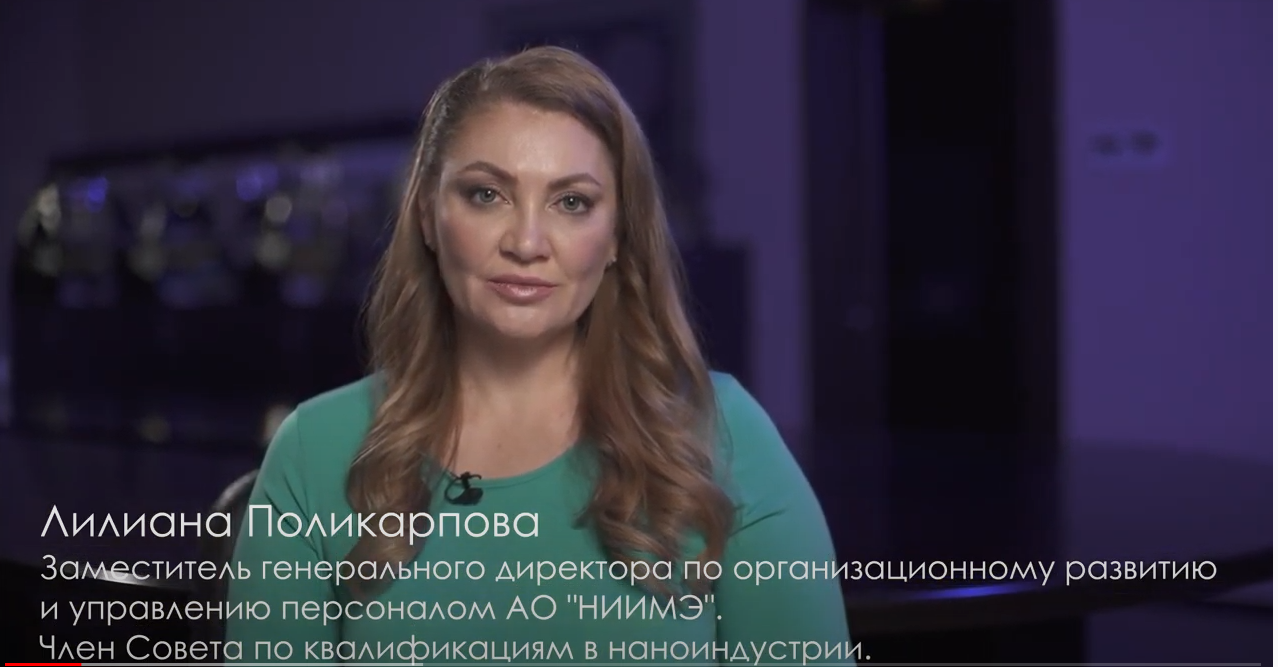 Лилиана Поликарпова
Заместитель генерального директора по организационному развитию
и управлению персоналом АО "НИИМЭ".
Член Совета по квалификациям в наноиндустрии.